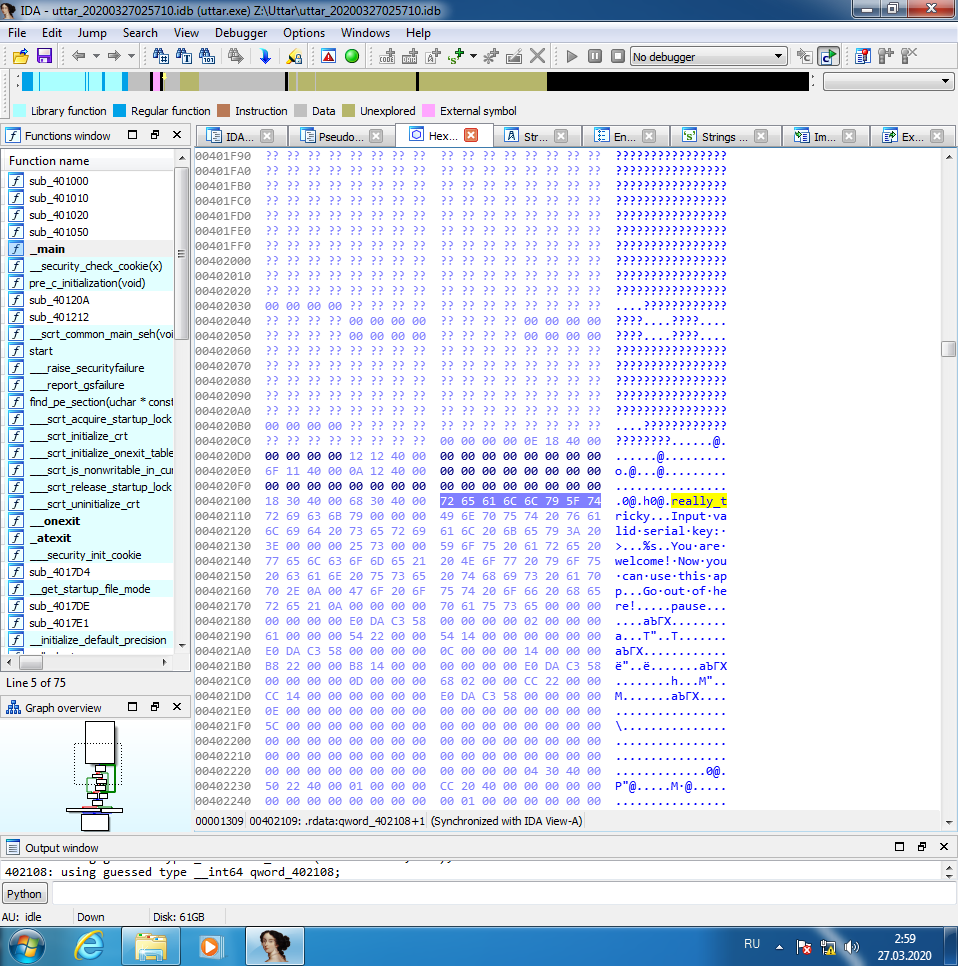 IDA - uttar_20200327025710.idb (uttar.exe) Z:\Uttar\uttar_20200327025710.idb
File Edit Jump Search View Debugger Options Windows Help
No debugger
Library function Regular function Instruction Data Unexplored External symbol
Functions window
IDA... Pseudo... Hex... Str... En... Strings ... Im... Ex...
Function name
sub_401000
sub_401010
sub_401020
sub_401050
_main
__security_check_cookie(x)
pre_c_initialization(void)
sub_40120A
sub_401212
__scrt_common_main_seh(voi
start
___raise_securityfailure
___report_gsfailure
find_pe_section(uchar * const
___scrt_acquire_startup_lock
___scrt_initialize_crt
___scrt_initialize_onexit_table
___scrt_is_nonwritable_in_cur
___scrt_release_startup_lock
___scrt_uninitialize_crt
__onexit
_atexit
___security_init_cookie
sub_4017D4
__get_startup_file_mode
sub_4017DE
sub_4017E1
__initialize_default_precision
Line 5 of 75
Graph overview
00401F90 ?? ?? ?? ?? ?? ?? ?? ?? ?? ?? ?? ?? ?? ?? ?? ?? ????????????????
00401FA0 ?? ?? ?? ?? ?? ?? ?? ?? ?? ?? ?? ?? ?? ?? ?? ?? ????????????????
00401FB0 ?? ?? ?? ?? ?? ?? ?? ?? ?? ?? ?? ?? ?? ?? ?? ?? ????????????????
00401FC0 ?? ?? ?? ?? ?? ?? ?? ?? ?? ?? ?? ?? ?? ?? ?? ?? ????????????????
00401FD0 ?? ?? ?? ?? ?? ?? ?? ?? ?? ?? ?? ?? ?? ?? ?? ?? ????????????????
00401FE0 ?? ?? ?? ?? ?? ?? ?? ?? ?? ?? ?? ?? ?? ?? ?? ?? ????????????????
00401FF0 ?? ?? ?? ?? ?? ?? ?? ?? ?? ?? ?? ?? ?? ?? ?? ?? ????????????????
00402000 ?? ?? ?? ?? ?? ?? ?? ?? ?? ?? ?? ?? ?? ?? ?? ?? ????????????????
00402010 ?? ?? ?? ?? ?? ?? ?? ?? ?? ?? ?? ?? ?? ?? ?? ?? ????????????????
00402020 ?? ?? ?? ?? ?? ?? ?? ?? ?? ?? ?? ?? ?? ?? ?? ?? ????????????????
00402030 00 00 00 00 ?? ?? ?? ?? ?? ?? ?? ?? ?? ?? ?? ?? ....????????????
00402040 ?? ?? ?? ?? 00 00 00 00 ?? ?? ?? ?? 00 00 00 00 ????....????....
00402050 ?? ?? ?? ?? 00 00 00 00 ?? ?? ?? ?? 00 00 00 00 ????....????....
00402060 ?? ?? ?? ?? ?? ?? ?? ?? ?? ?? ?? ?? ?? ?? ?? ?? ????????????????
00402070 ?? ?? ?? ?? ?? ?? ?? ?? ?? ?? ?? ?? ?? ?? ?? ?? ????????????????
00402080 ?? ?? ?? ?? ?? ?? ?? ?? ?? ?? ?? ?? ?? ?? ?? ?? ????????????????
00402090 ?? ?? ?? ?? ?? ?? ?? ?? ?? ?? ?? ?? ?? ?? ?? ?? ????????????????
004020A0 ?? ?? ?? ?? ?? ?? ?? ?? ?? ?? ?? ?? ?? ?? ?? ?? ????????????????
004020B0 00 00 00 00 ?? ?? ?? ?? ?? ?? ?? ?? ?? ?? ?? ?? ....????????????
004020C0 ?? ?? ?? ?? ?? ?? ?? ?? 00 00 00 00 0E 18 40 00 ????????......@.
004020D0 00 00 00 00 12 12 40 00 00 00 00 00 00 00 00 00 ......@.........
004020E0 6F 11 40 00 0A 12 40 00 00 00 00 00 00 00 00 00 o.@...@.........
004020F0 00 00 00 00 00 00 00 00 00 00 00 00 00 00 00 00 ................
00402100 18 30 40 00 68 30 40 00 72 65 61 6C 6C 79 5F 74 .0@.h0@.really_t
00402110 72 69 63 6B 79 00 00 00 49 6E 70 75 74 20 76 61 ricky...Input·va
00402120 6C 69 64 20 73 65 72 69 61 6C 20 6B 65 79 3A 20 lid·serial·key:·
00402130 3E 00 00 00 25 73 00 00 59 6F 75 20 61 72 65 20 >...%s..You·are·
00402140 77 65 6C 63 6F 6D 65 21 20 4E 6F 77 20 79 6F 75 welcome!·Now·you
00402150 20 63 61 6E 20 75 73 65 20 74 68 69 73 20 61 70 ·can·use·this·ap
00402160 70 2E 0A 00 47 6F 20 6F 75 74 20 6F 66 20 68 65 p...Go·out·of·he
00402170 72 65 21 0A 00 00 00 00 70 61 75 73 65 00 00 00 re!.....pause...
00402180 00 00 00 00 E0 DA C3 58 00 00 00 00 02 00 00 00 ....аЪГX........
00402190 61 00 00 00 54 22 00 00 54 14 00 00 00 00 00 00 a...T"..T.......
004021A0 E0 DA C3 58 00 00 00 00 0C 00 00 00 14 00 00 00 аЪГX............
004021B0 B8 22 00 00 B8 14 00 00 00 00 00 00 E0 DA C3 58 ё"..ё.......аЪГX
004021C0 00 00 00 00 0D 00 00 00 68 02 00 00 CC 22 00 00 ........h...М"..
004021D0 CC 14 00 00 00 00 00 00 E0 DA C3 58 00 00 00 00 М.......аЪГX....
004021E0 0E 00 00 00 00 00 00 00 00 00 00 00 00 00 00 00 ................
004021F0 5C 00 00 00 00 00 00 00 00 00 00 00 00 00 00 00 \...............
00402200 00 00 00 00 00 00 00 00 00 00 00 00 00 00 00 00 ................
00402210 00 00 00 00 00 00 00 00 00 00 00 00 00 00 00 00 ................
00402220 00 00 00 00 00 00 00 00 00 00 00 00 04 30 40 00 .............0@.
00402230 50 22 40 00 01 00 00 00 CC 20 40 00 00 00 00 00 P"@.....М·@.....
00402240 00 00 00 00 00 00 00 00 00 01 00 00 00 00 00 00 ................
00001309 00402109: .rdata:qword_402108+1 (Synchronized with IDA View-A)
Output window
402108: using guessed type __int64 qword_402108;
Python
AU: idle Down Disk: 61GB
RU
2:59
27.03.2020